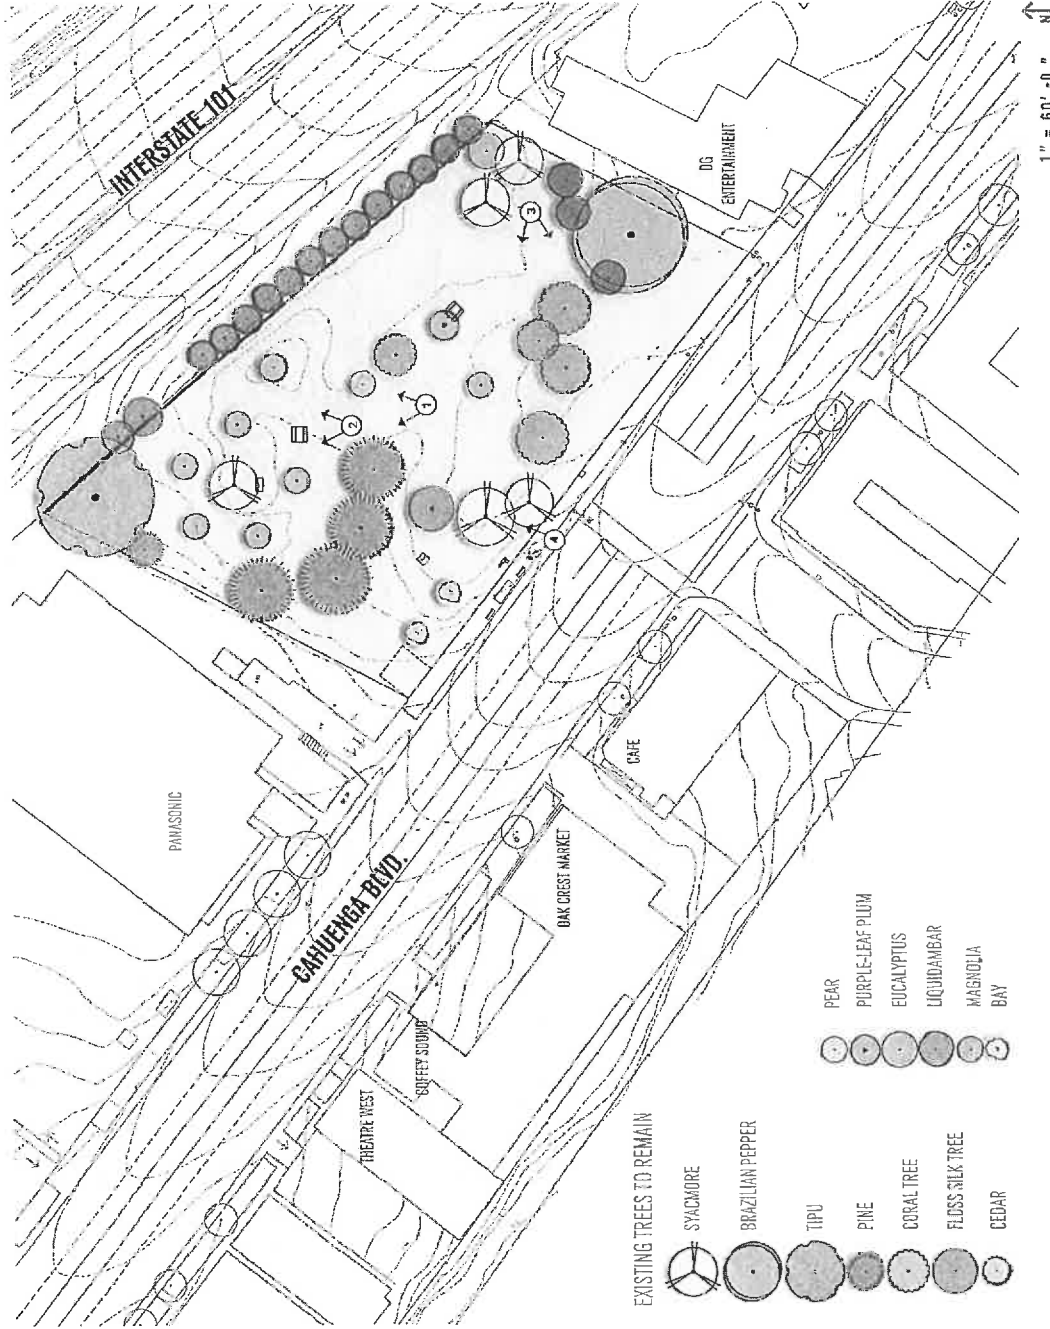 INTERSTATE 101
DG
ENTERTAINMENT
3
1
2
4
PANASONIC
CAHUENGA BLVD.
CAFE
OAK CREST MARKET
COFFEY SOUND
THEATRE WEST
EXISTING TREES TO REMAIN
SYACMORE
BRAZILIAN PEPPER
TIPU
PINE
CORAL TREE
FLOSS SILK TREE
CEDAR
PEAR
PURPLE-LEAF PLUM
EUCALYPTUS
LIQUIDAMBAR
MAGNOLIA
BAY
1" = 60'-0"
N